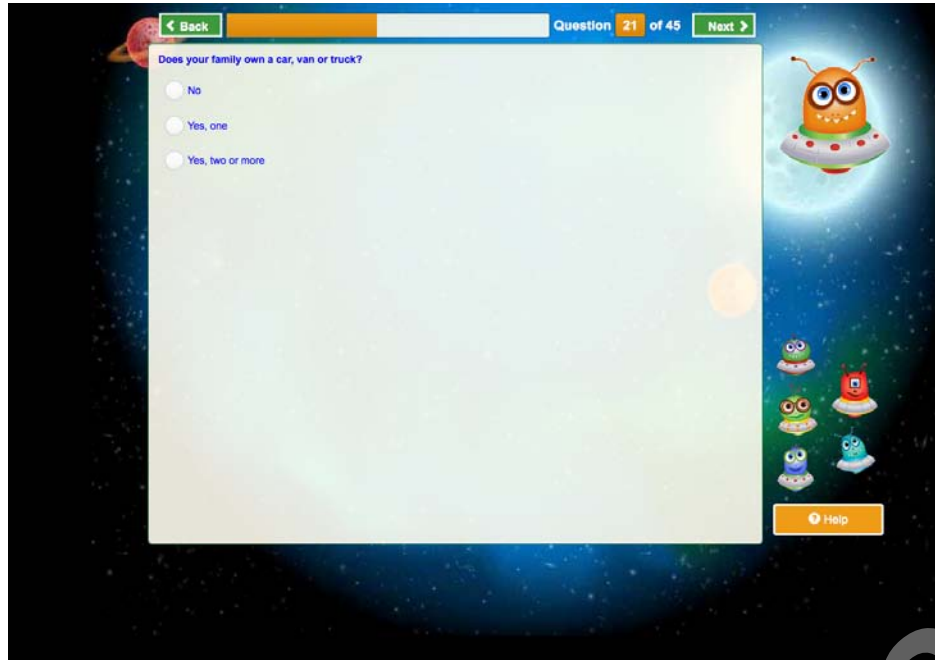 Back Question 21 of 45 Next
Does your family own a car, van or truck?
No
Yes, one
Yes, two or more
Help